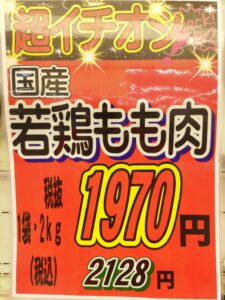 超イチオシ!
国産
若鶏もも肉
税抜
1970円
1袋・2kg
(税込)
2128円